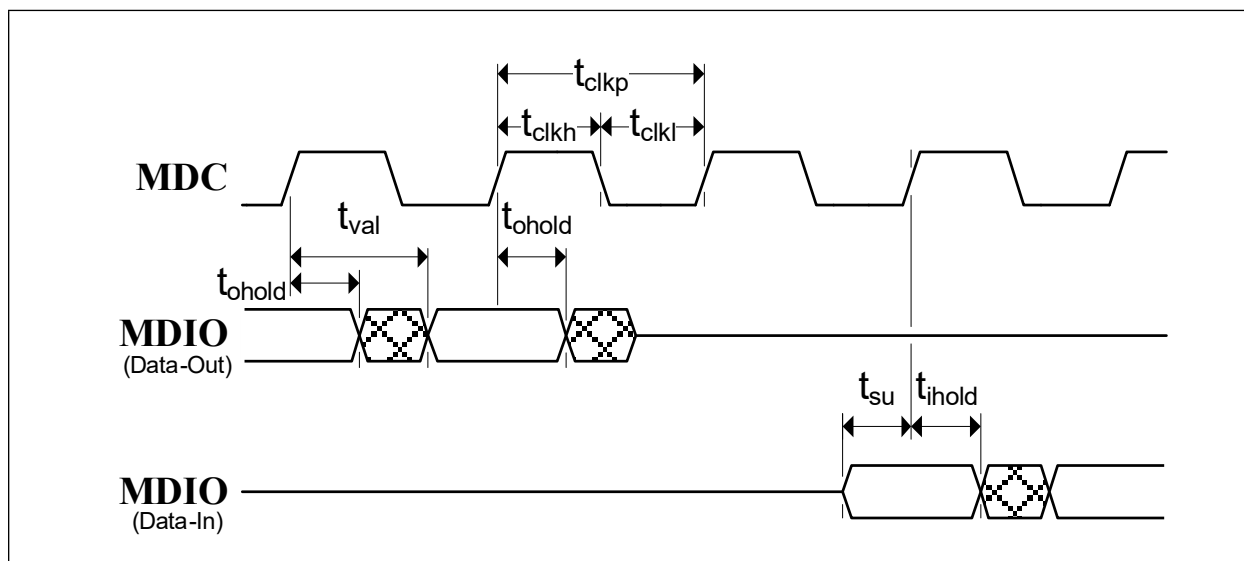 tclkp
tclkh tclkl
MDC
tval tohold
tohold
MDIO
(Data-Out)
tsu tihold
MDIO
(Data-In)